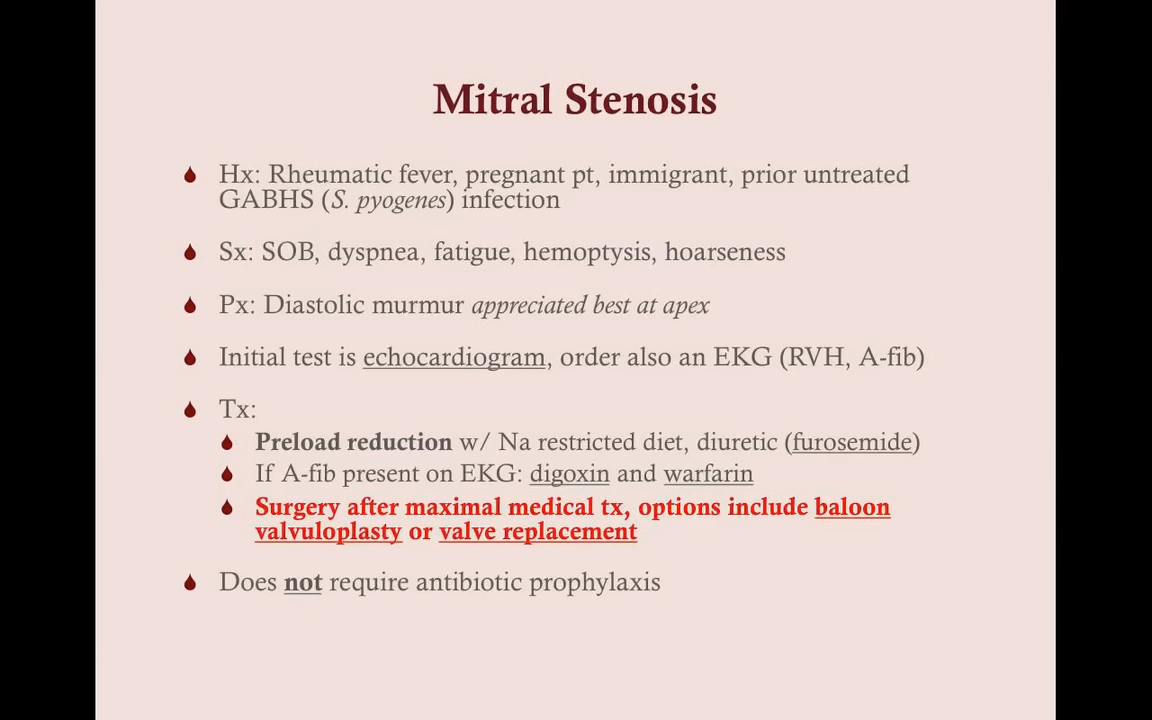 Mitral Stenosis
Hx: Rheumatic fever, pregnant pt, immigrant, prior untreated
GABHS (S. pyogenes) infection
Sx: SOB, dyspnea, fatigue, hemoptysis, hoarseness
Px: Diastolic murmur appreciated best at apex
Initial test is echocardiogram, order also an EKG (RVH, A-fib)
Tx:
Preload reduction w/ Na restricted diet, diuretic (furosemide)
If A-fib present on EKG: digoxin and warfarin
Surgery after maximal medical tx, options include baloon
valvuloplasty or valve replacement
Does not require antibiotic prophylaxis